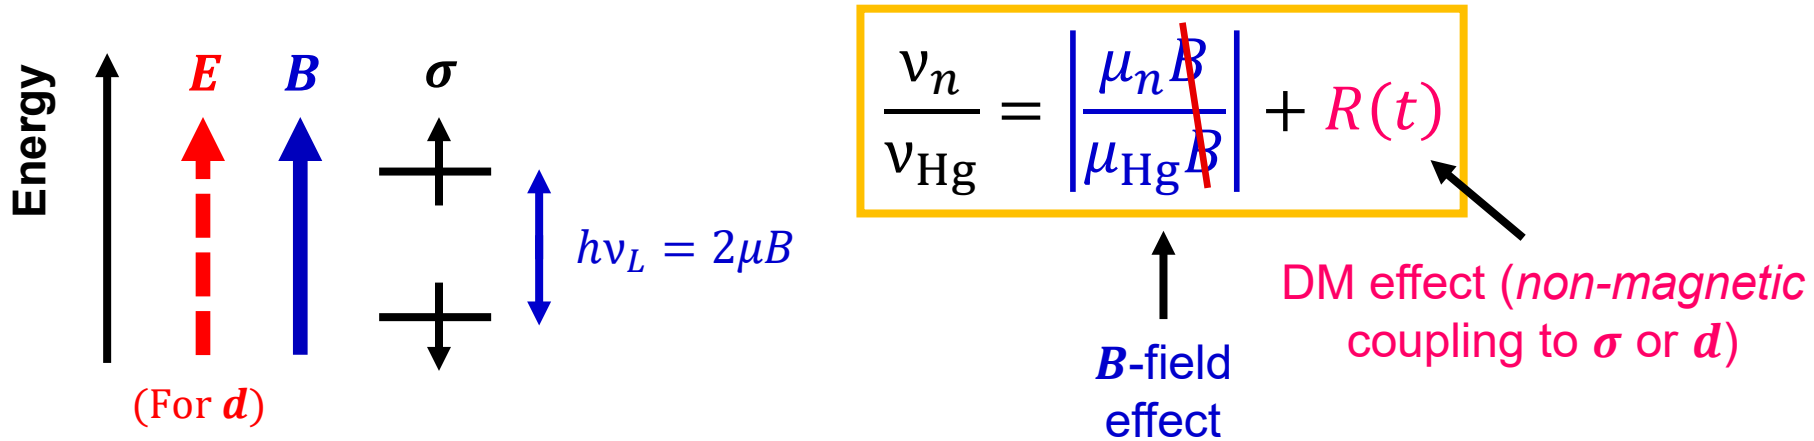 Energy
E B σ
hν_L = 2μB
(For d)
ν_n / ν_Hg = | μ_n B / μ_Hg B | + R(t)
DM effect (non-magnetic
coupling to σ or d)
B-field
effect